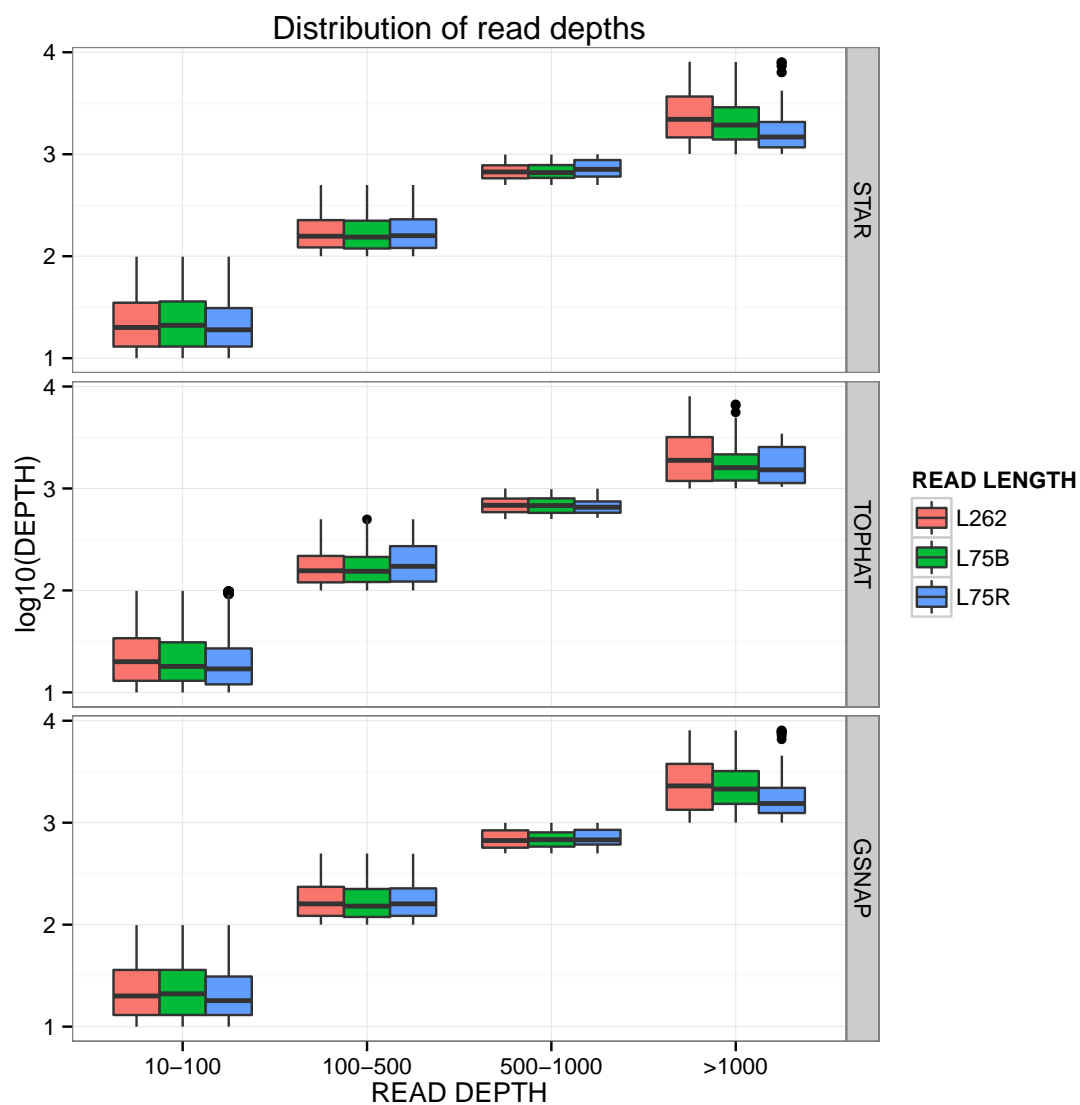 Distribution of read depths
4
3
2
1
STAR
4
3
2
1
TOPHAT
4
3
2
1
GSNAP
log10(DEPTH)
10–100
100–500
500–1000
>1000
READ DEPTH
READ LENGTH
L262
L75B
L75R